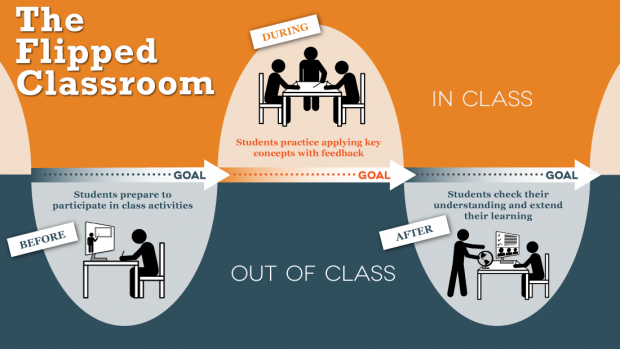 The
Flipped
Classroom
DURING
IN CLASS
Students practice applying key
concepts with feedback
GOAL
GOAL
GOAL
Students prepare to
participate in class activities
BEFORE
OUT OF CLASS
Students check their
understanding and extend
their learning
AFTER